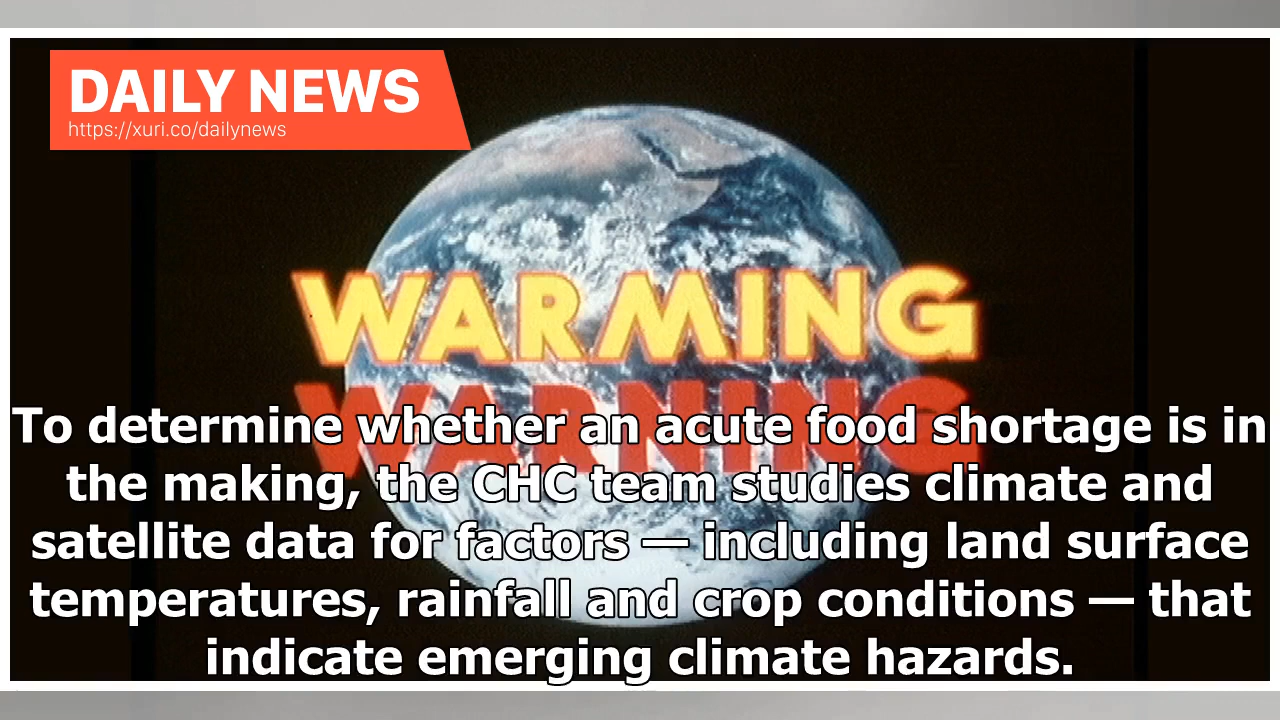 DAILY NEWS
https://xuri.co/dailynews
WARMING
WARNING
To determine whether an acute food shortage is in
the making, the CHC team studies climate and
satellite data for factors — including land surface
temperatures, rainfall and crop conditions — that
indicate emerging climate hazards.